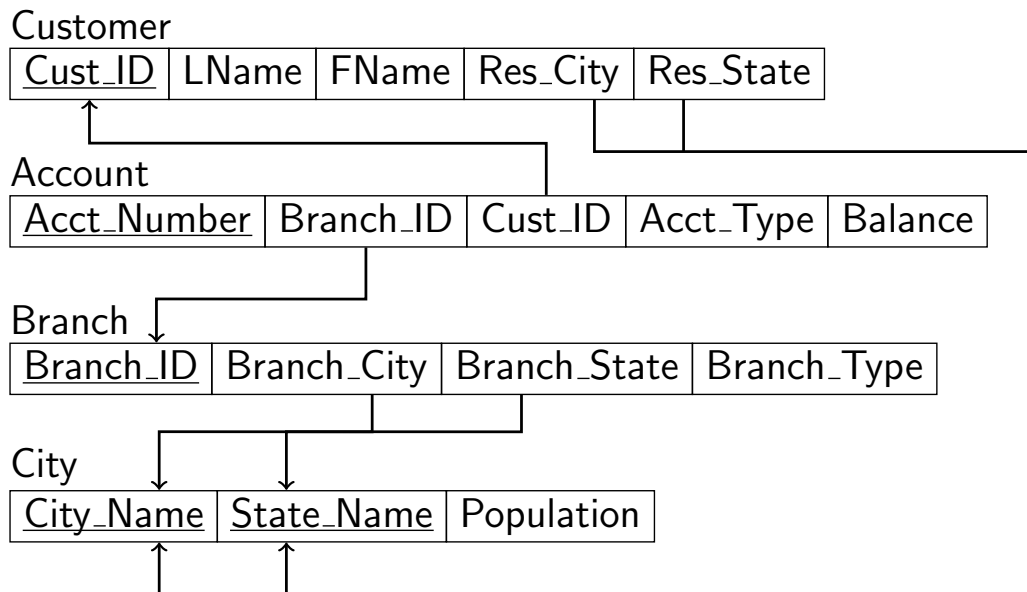 Customer
Cust_ID LName FName Res_City Res_State
Account
Acct_Number Branch_ID Cust_ID Acct_Type Balance
Branch
Branch_ID Branch_City Branch_State Branch_Type
City
City_Name State_Name Population